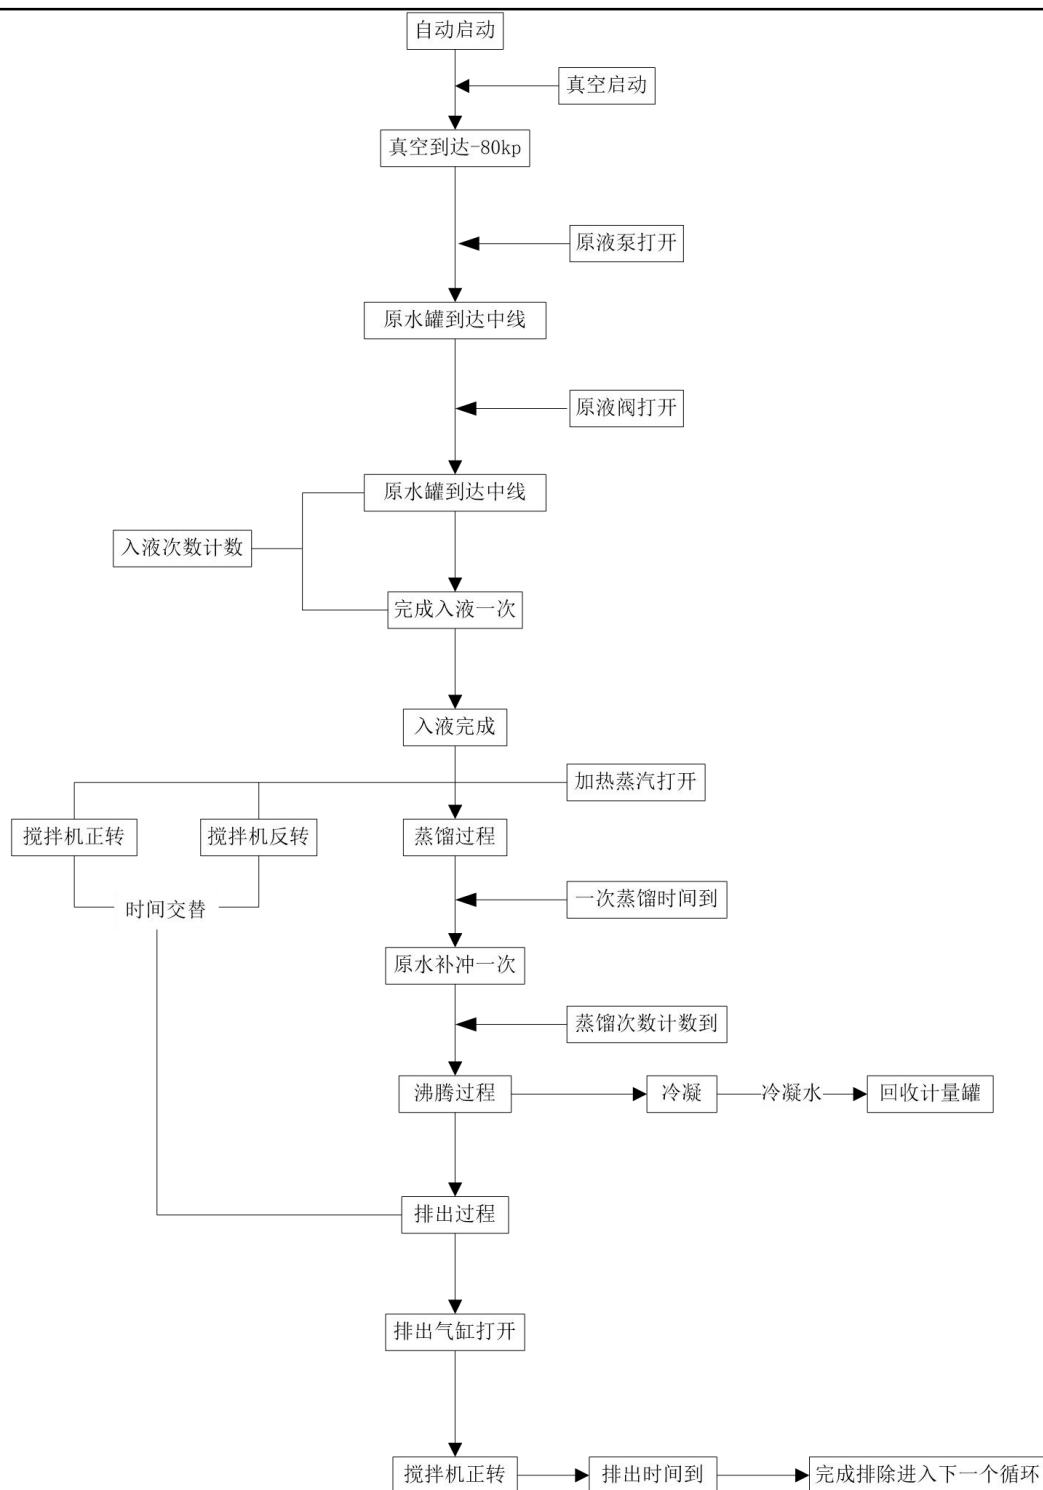 自动启动
真空启动
真空到达-80kp
原液泵打开
原水罐到达中线
原液阀打开
原水罐到达中线
入液次数计数
完成入液一次
入液完成
加热蒸汽打开
搅拌机正转
搅拌机反转
蒸馏过程
时间交替
一次蒸馏时间到
原水补冲一次
蒸馏次数计数到
沸腾过程
冷凝
冷凝水
回收计量罐
排出过程
排出气缸打开
搅拌机正转
排出时间到
完成排除进入下一个循环